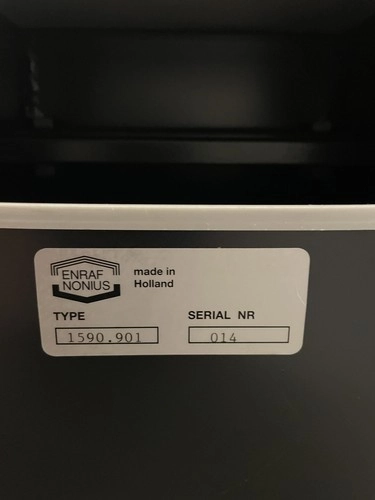 ENRAF
NONIUS
made in
Holland
TYPE
SERIAL NR
1590.901
014